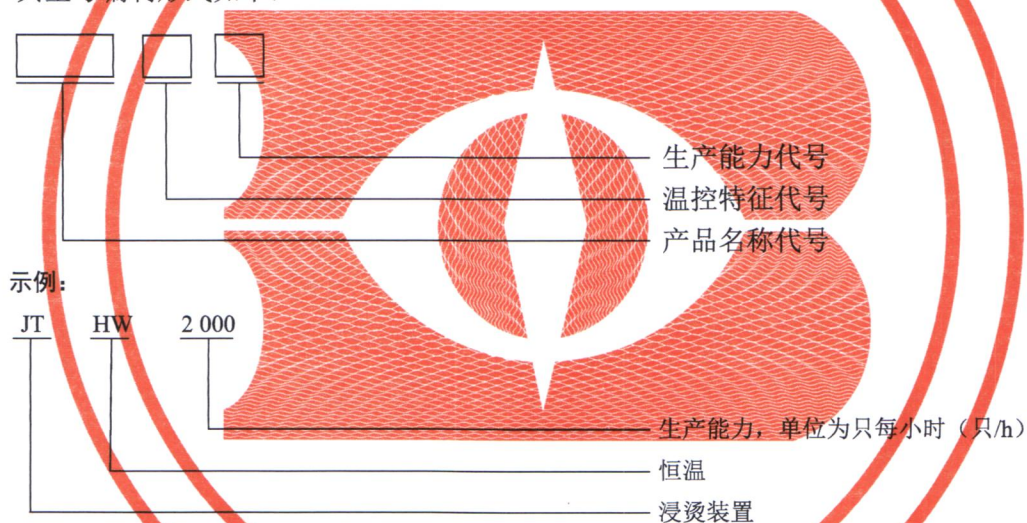 生产能力代号
温控特征代号
产品名称代号
示例：
JT HW 2 000
生产能力，单位为只每小时（只/h）
恒温
浸烫装置